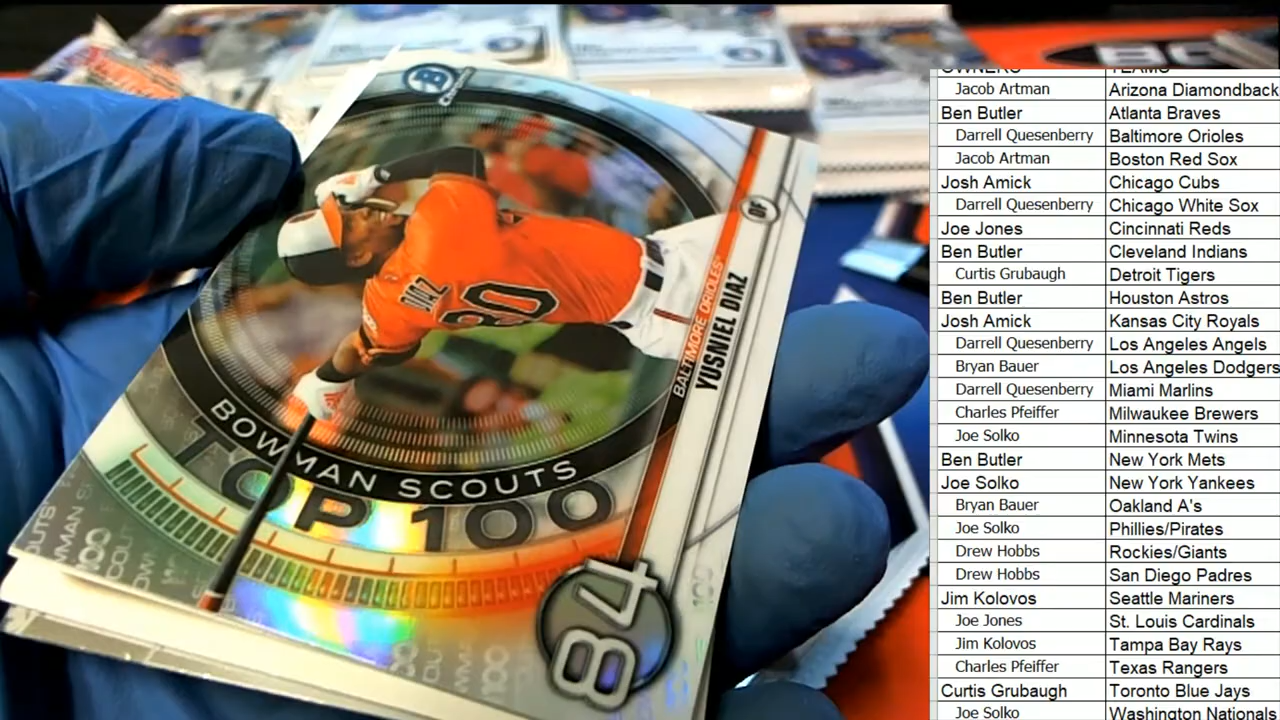 B
BO
OF
BALTIMORE ORIOLES
YUSNIEL DIAZ
DIAZ
30
BOWMAN SCOUTS
TOP 100
84
OWNERS TEAMS
Jacob Artman Arizona Diamondback
Ben Butler Atlanta Braves
Darrell Quesenberry Baltimore Orioles
Jacob Artman Boston Red Sox
Josh Amick Chicago Cubs
Darrell Quesenberry Chicago White Sox
Joe Jones Cincinnati Reds
Ben Butler Cleveland Indians
Curtis Grubaugh Detroit Tigers
Ben Butler Houston Astros
Josh Amick Kansas City Royals
Darrell Quesenberry Los Angeles Angels
Bryan Bauer Los Angeles Dodgers
Darrell Quesenberry Miami Marlins
Charles Pfeiffer Milwaukee Brewers
Joe Solko Minnesota Twins
Ben Butler New York Mets
Joe Solko New York Yankees
Bryan Bauer Oakland A's
Joe Solko Phillies/Pirates
Drew Hobbs Rockies/Giants
Drew Hobbs San Diego Padres
Jim Kolovos Seattle Mariners
Joe Jones St. Louis Cardinals
Jim Kolovos Tampa Bay Rays
Charles Pfeiffer Texas Rangers
Curtis Grubaugh Toronto Blue Jays
Joe Solko Washington Nationals